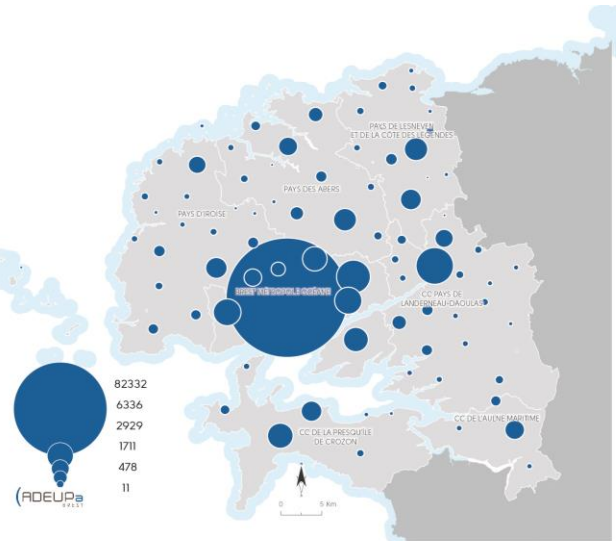 PAYS DE LESNEVEN
ET DE LA CÔTE DES LÉGENDES
PAYS DES ABERS
PAYS D'IROISE
BREST MÉTROPOLE OCÉANE
CC PAYS DE
LANDERNEAU-DAOULAS
CC DE L'AULNE MARITIME
CC DE LA PRESQU'ILE
DE CROZON
82332
6336
2929
1711
478
11
ADEUPa
BREST
0 5 Km